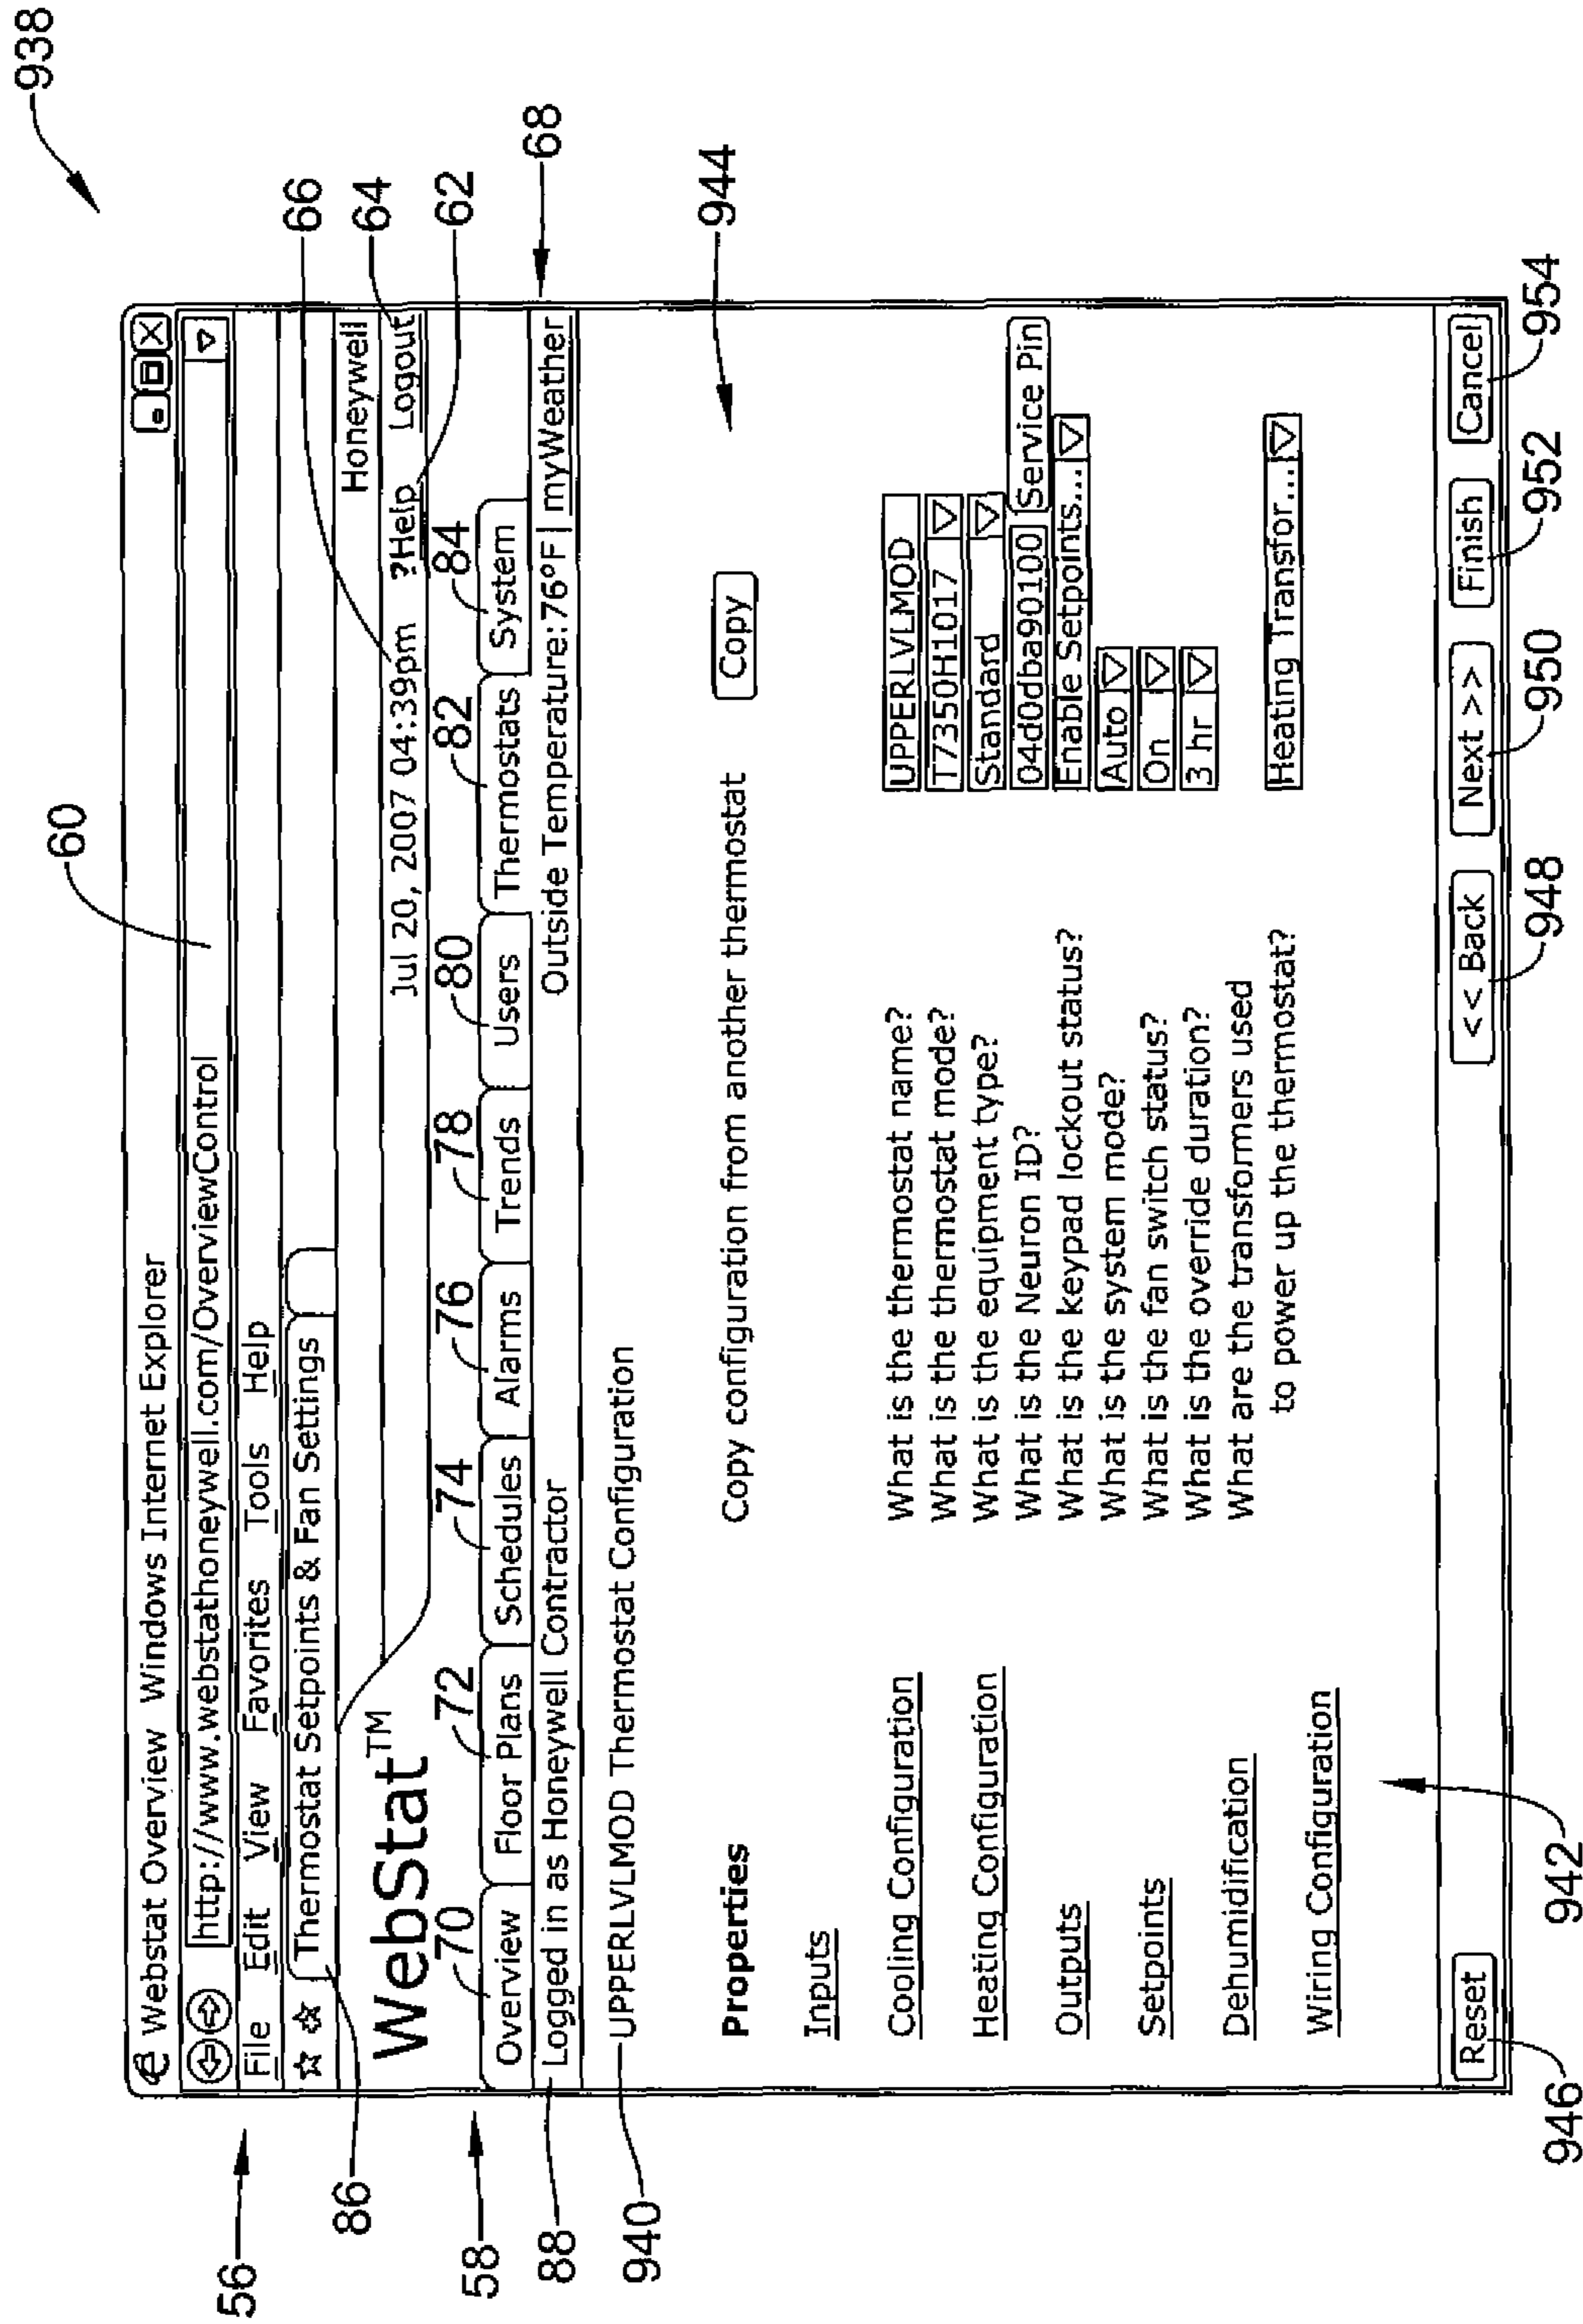 938
60
Webstat Overview Windows Internet Explorer
http://www.webstathoneywell.com/OverviewControl
56
File Edit View Favorites Tools Help
86
Thermostat Setpoints & Fan Settings
66
Honeywell
64
WebStat™
Jul 20, 2007 04:39pm ?Help Logout
62
58
70 72 74 76 78 80 82 84
Overview Floor Plans Schedules Alarms Trends Users Thermostats System
88
Logged in as Honeywell Contractor
Outside Temperature:76°F | myWeather
68
940
UPPERLVLMOD Thermostat Configuration
944
Properties
Inputs
Cooling Configuration
Heating Configuration
Outputs
Setpoints
Dehumidification
Wiring Configuration
942
Copy configuration from another thermostat Copy
What is the thermostat name? UPPERLVLMOD
What is the thermostat mode? T7350H1017
What is the equipment type? Standard
What is the Neuron ID? 04d0dba90100 Service Pin
What is the keypad lockout status? Enable Setpoints...
What is the system mode? Auto
What is the fan switch status? On
What is the override duration? 3 hr
What are the transformers used
to power up the thermostat? Heating Transfor...
Reset << Back Next >> Finish Cancel
946 948 950 952 954